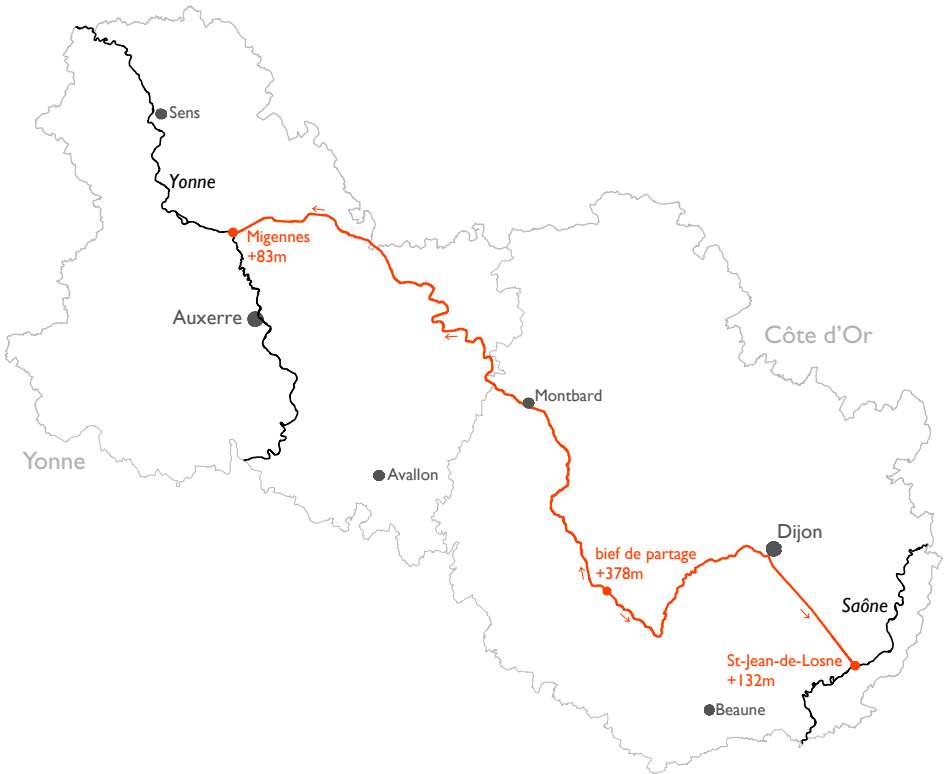 Sens
Yonne
Migennes
+83m
Auxerre
Côte d'Or
Montbard
Yonne
Avallon
Dijon
bief de partage
+378m
Saône
St-Jean-de-Losne
+132m
Beaune